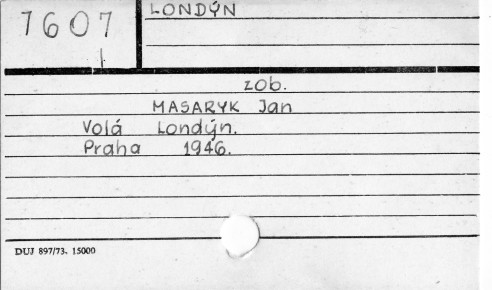 7607
LONDÝN
zob.
MASARYK Jan
Volá Londýn.
Praha 1946.
DUJ 897/73. 15000